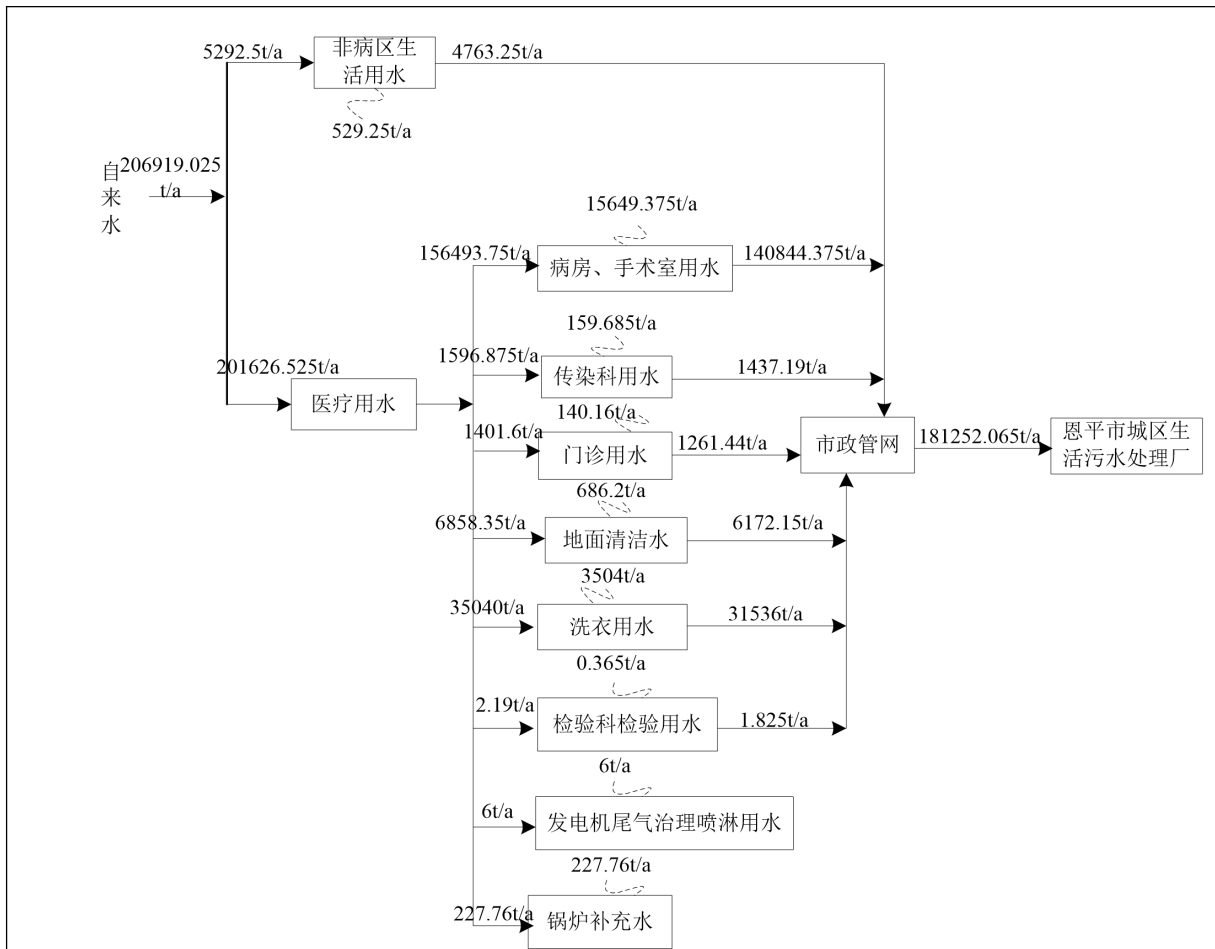 5292.5t/a
非病区生
活用水
4763.25t/a
529.25t/a
自
来
水
206919.025
t/a
15649.375t/a
156493.75t/a
病房、手术室用水
140844.375t/a
159.685t/a
1596.875t/a
传染科用水
1437.19t/a
201626.525t/a
医疗用水
140.16t/a
1401.6t/a
门诊用水
1261.44t/a
市政管网
181252.065t/a
恩平市城区生
活污水处理厂
686.2t/a
6858.35t/a
地面清洁水
6172.15t/a
3504t/a
35040t/a
洗衣用水
31536t/a
0.365t/a
2.19t/a
检验科检验用水
1.825t/a
6t/a
6t/a
发电机尾气治理喷淋用水
227.76t/a
227.76t/a
锅炉补充水